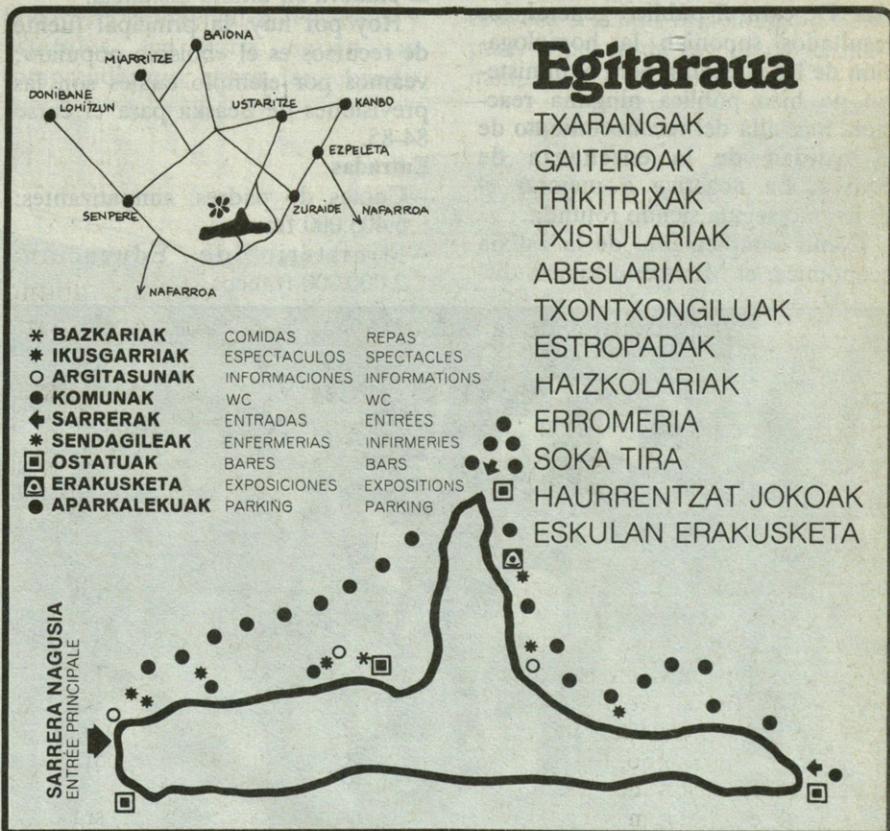 BAIONA
MIARRITZE
DONIBANE
LOHITZUN
USTARITZE
KANBO
EZPELETA
SENPERE
ZURAIDE
NAFARROA
NAFARROA
BAZKARIAK COMIDAS REPAS
IKUSGARRIAK ESPECTACULOS SPECTACLES
ARGITASUNAK INFORMACIONES INFORMATIONS
KOMUNAK WC WC
SARRERAK ENTRADAS ENTRÉES
SENDAGILEAK ENFERMERIAS INFIRMERIES
OSTATUAK BARES BARS
ERAKUSKETA EXPOSICIONES EXPOSITIONS
APARKALEKUAK PARKING PARKING
Egitaraua
TXARANGAK
GAITEROAK
TRIKITRIXAK
TXISTULARIAK
ABESLARIAK
TXONTXONGILUAK
ESTROPADAK
HAIZKOLARIAK
ERROMERIA
SOKA TIRA
HAURRENTZAT JOKOAK
ESKULAN ERAKUSKETA
SARRERA NAGUSIA
ENTRÉE PRINCIPALE